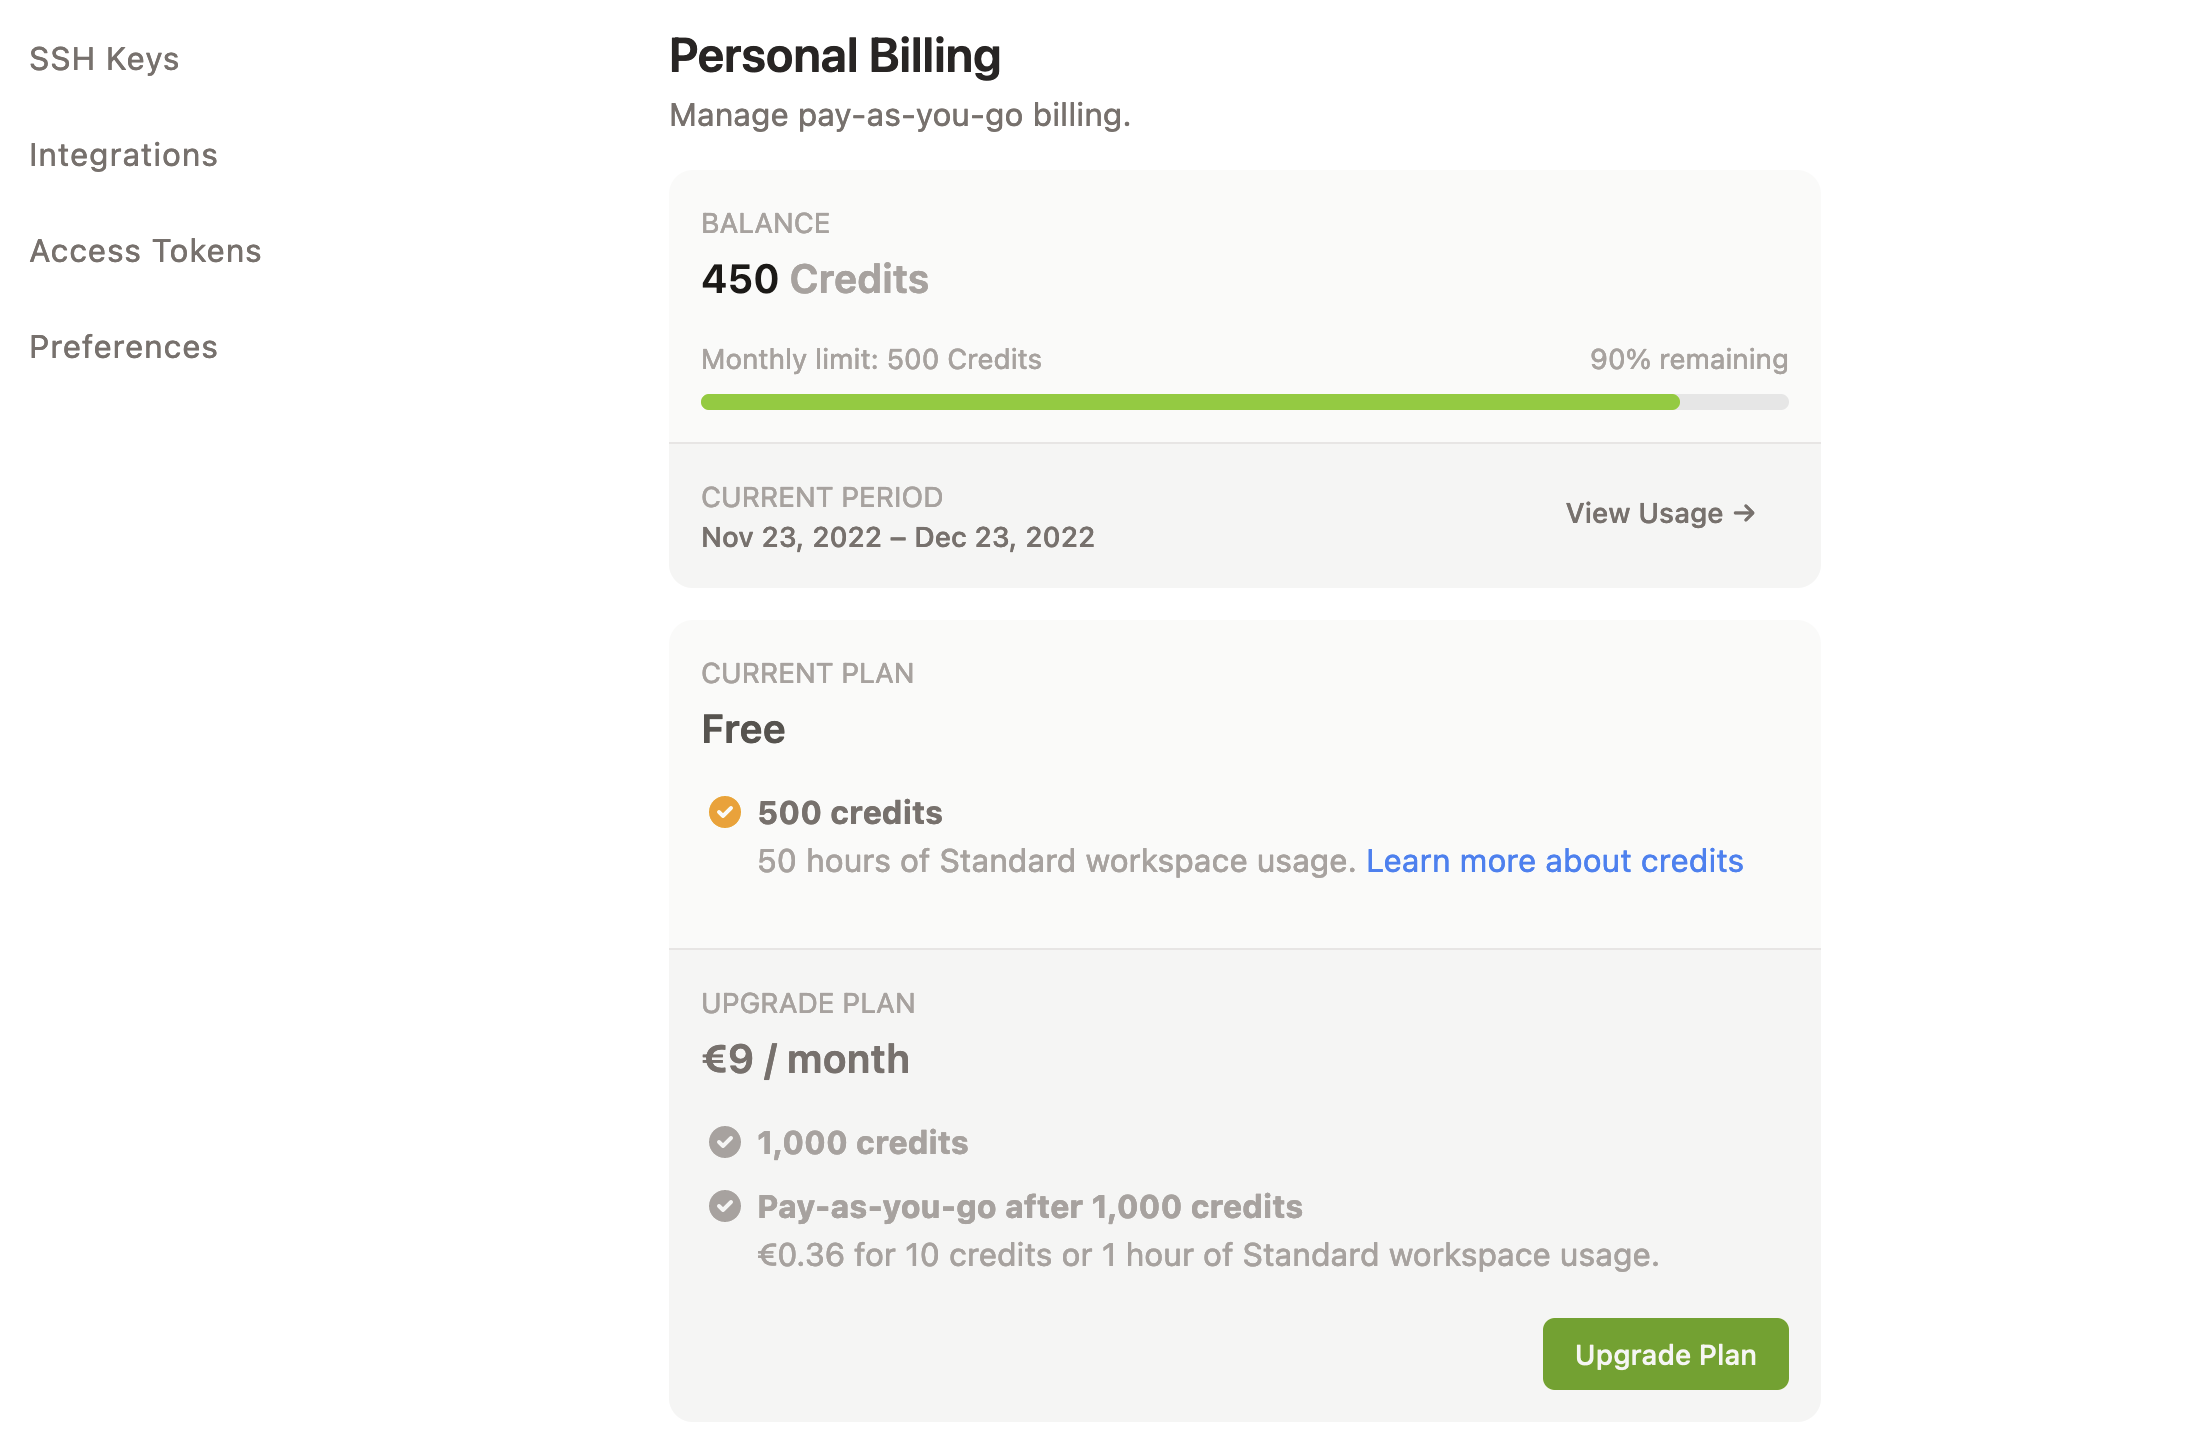 SSH Keys
Integrations
Access Tokens
Preferences
Personal Billing
Manage pay-as-you-go billing.
BALANCE
450 Credits
Monthly limit: 500 Credits
90% remaining
CURRENT PERIOD
Nov 23, 2022 – Dec 23, 2022
View Usage →
CURRENT PLAN
Free
500 credits
50 hours of Standard workspace usage. Learn more about credits
UPGRADE PLAN
€9 / month
1,000 credits
Pay-as-you-go after 1,000 credits
€0.36 for 10 credits or 1 hour of Standard workspace usage.
Upgrade Plan